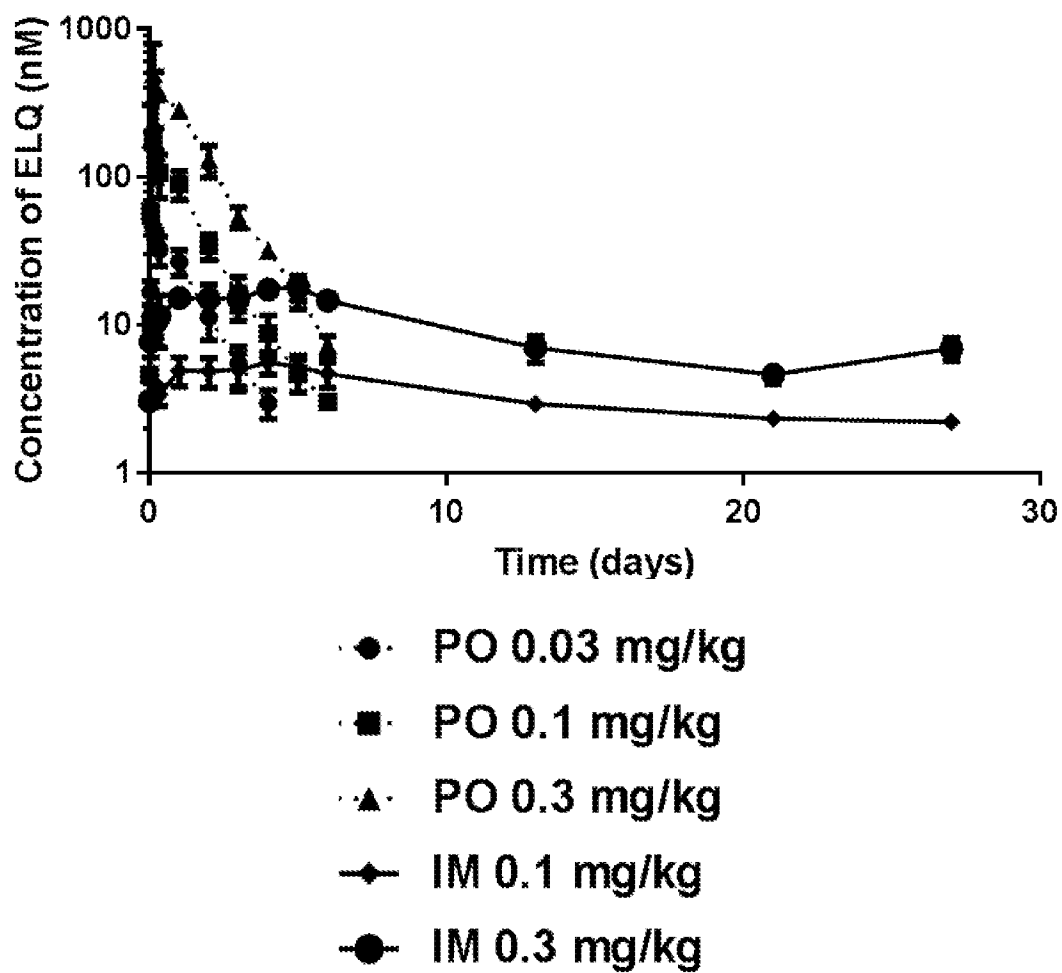 Concentration of ELQ (nM)
1000
100
10
1
0
10
20
30
Time (days)
PO 0.03 mg/kg
PO 0.1 mg/kg
PO 0.3 mg/kg
IM 0.1 mg/kg
IM 0.3 mg/kg